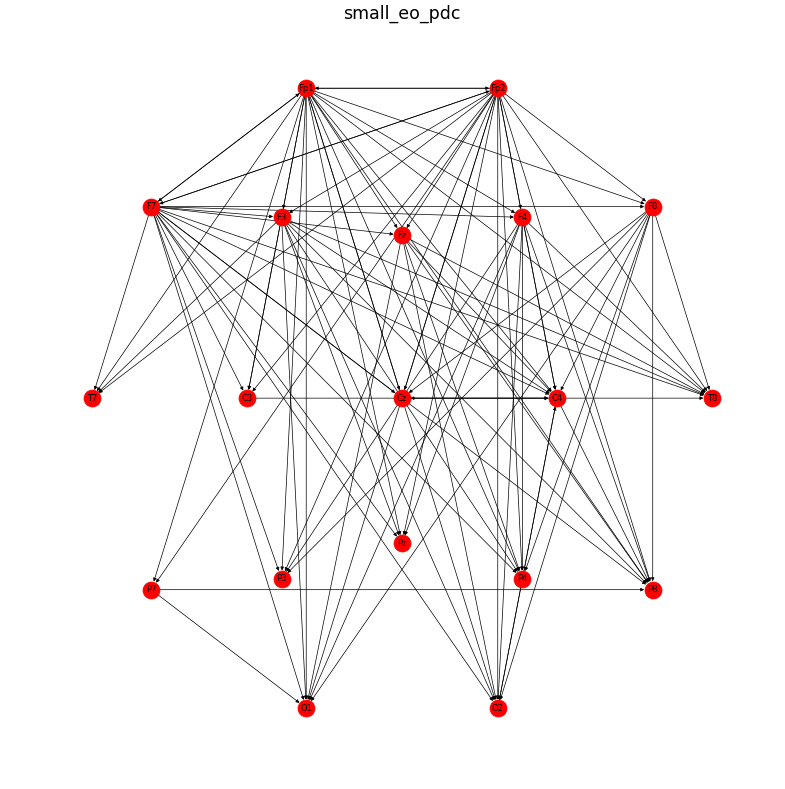 small_eo_pdc
Fp1 Fp2
F7 F3 Fz F4 F8
T7 C3 Cz C4 T8
P7 P3 Pz P4 P8
O1 O2